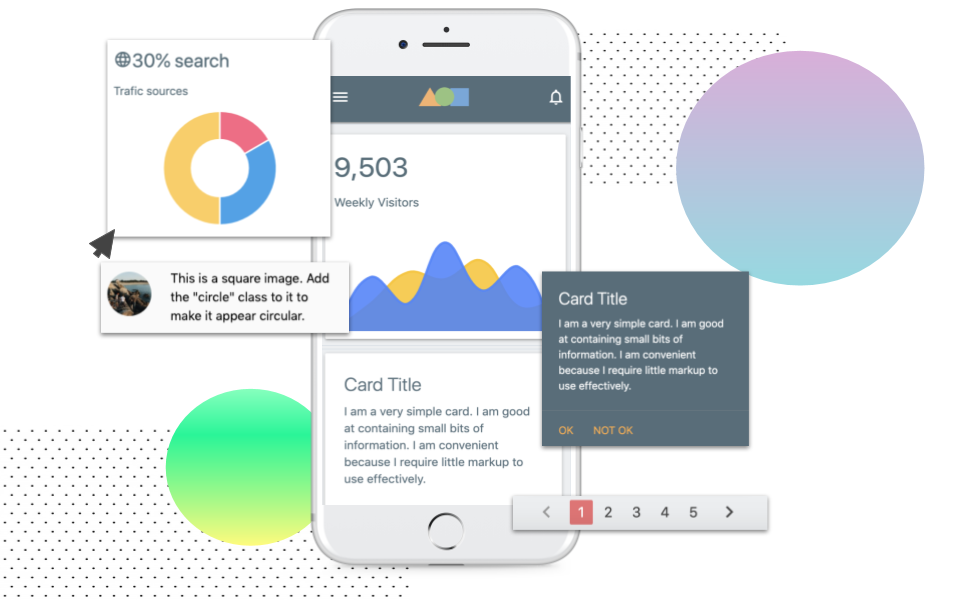 30% search
Trafic sources
9,503
Weekly Visitors
This is a square image. Add
the "circle" class to it to
make it appear circular.
Card Title
I am a very simple card. I am good
at containing small bits of
information. I am convenient
because I require little markup to
use effectively.
OK NOT OK
Card Title
I am a very simple card. I am good
at containing small bits of
information. I am convenient
because I require little markup to
use effectively.
1 2 3 4 5